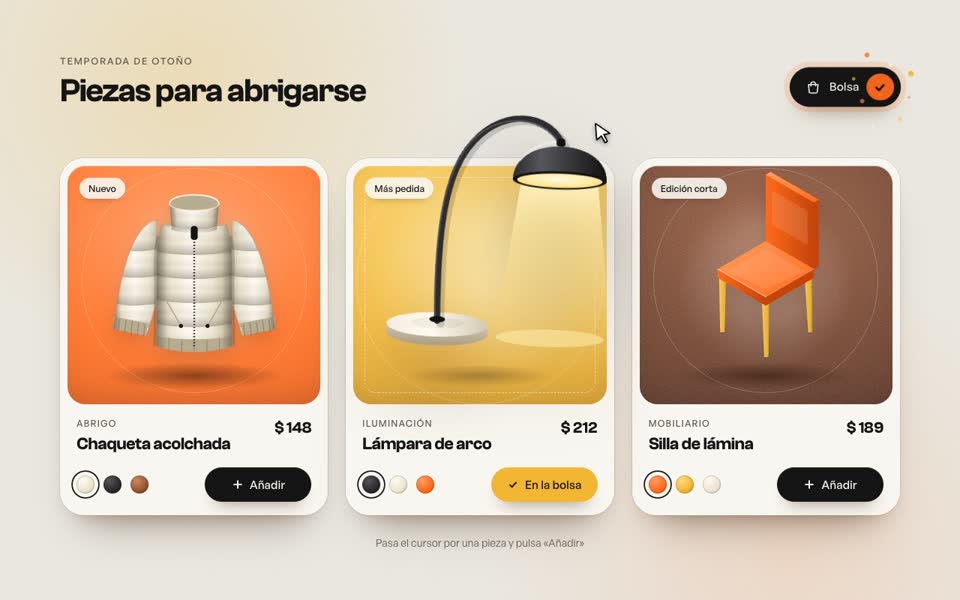 TEMPORADA DE OTOÑO
Piezas para abrigarse
Bolsa
Nuevo
Más pedida
Edición corta
ABRIGO
$ 148
Chaqueta acolchada
Añadir
ILUMINACIÓN
$ 212
Lámpara de arco
En la bolsa
MOBILIARIO
$ 189
Silla de lámina
Añadir
Pasa el cursor por una pieza y pulsa «Añadir»